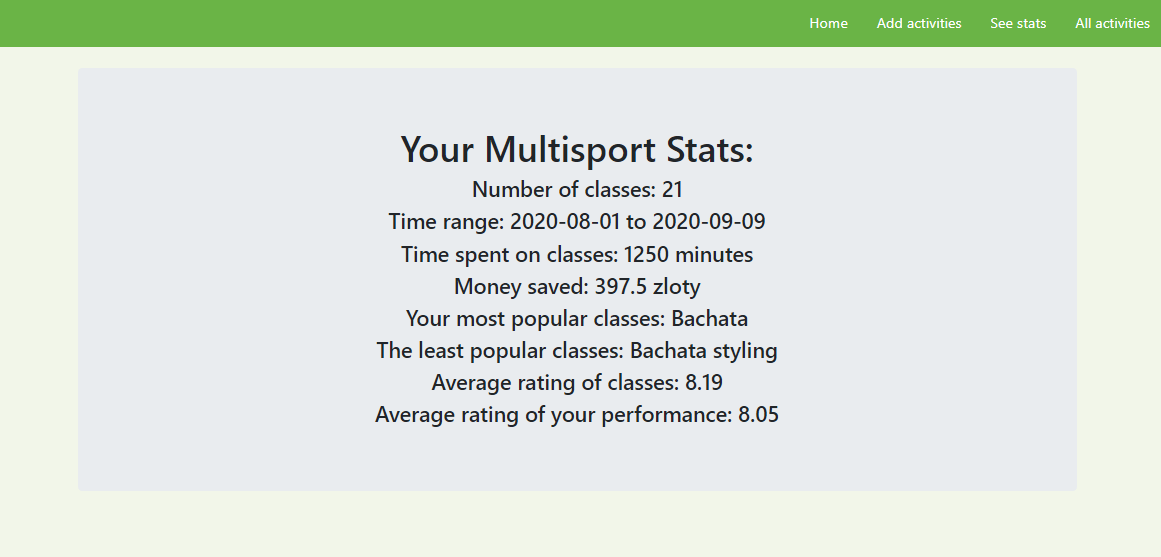 Home Add activities See stats All activities
Your Multisport Stats:
Number of classes: 21
Time range: 2020-08-01 to 2020-09-09
Time spent on classes: 1250 minutes
Money saved: 397.5 zloty
Your most popular classes: Bachata
The least popular classes: Bachata styling
Average rating of classes: 8.19
Average rating of your performance: 8.05